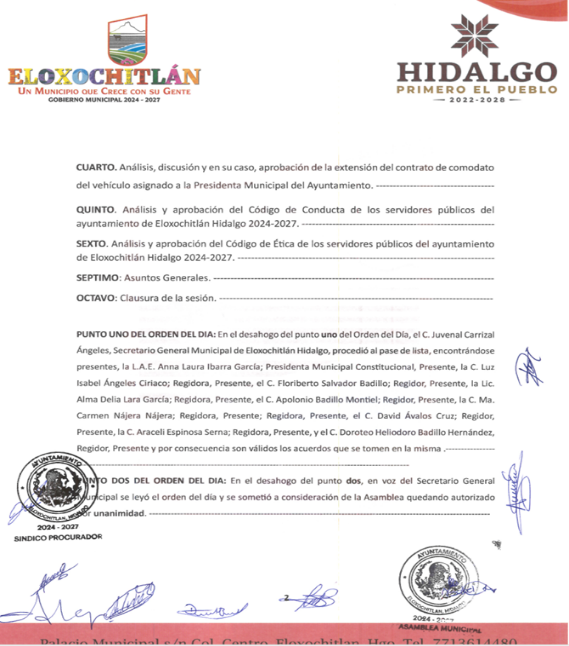 ELOXOCHITLÁN
UN MUNICIPIO QUE CRECE CON SU GENTE
GOBIERNO MUNICIPAL 2024 - 2027
HIDALGO
PRIMERO EL PUEBLO
2022-2028
CUARTO. Análisis, discusión y en su caso, aprobación de la extensión del contrato de comodato
del vehículo asignado a la Presidenta Municipal del Ayuntamiento. ----------------------------------
QUINTO. Análisis y aprobación del Código de Conducta de los servidores públicos del
ayuntamiento de Eloxochitlán Hidalgo 2024-2027. --------------------------------------------------------
SEXTO. Análisis y aprobación del Código de Ética de los servidores públicos del ayuntamiento
de Eloxochitlán Hidalgo 2024-2027. --------------------------------------------------------------------------
SEPTIMO: Asuntos Generales. ---------------------------------------------------------------------------------
OCTAVO: Clausura de la sesión. -------------------------------------------------------------------------------
PUNTO UNO DEL ORDEN DEL DIA: En el desahogo del punto uno del Orden del Día, el C. Juvenal Carrizal
Ángeles, Secretario General Municipal de Eloxochitlán Hidalgo, procedió al pase de lista, encontrándose
presentes, la L.A.E. Anna Laura Ibarra García; Presidenta Municipal Constitucional, Presente, la C. Luz
Isabel Ángeles Ciriaco; Regidora, Presente, el C. Floriberto Salvador Badillo; Regidor, Presente, la Lic.
Alma Delia Lara García; Regidora, Presente, el C. Apolonio Badillo Montiel; Regidor, Presente, la C. Ma.
Carmen Nájera Nájera; Regidora, Presente; Regidora, Presente, el C. David Ávalos Cruz; Regidor,
Presente, la C. Araceli Espinosa Serna; Regidora, Presente, y el C. Doroteo Heliodoro Badillo Hernández,
Regidor, Presente y por consecuencia son válidos los acuerdos que se tomen en la misma .--------------
----------------------------------------------------------------------------------------------
NTO DOS DEL ORDEN DEL DIA: En el desahogo del punto dos, en voz del Secretario General
unicipal se leyó el orden del día y se sometió a consideración de la Asamblea quedando autorizado
r unanimidad. --------------------------------------------------------------------------------------------------
AYUNTAMIENTO
2024 - 2027
SINDICO PROCURADOR
2
AYUNTAMIENTO
ELOXOCHITLAN, HIDALGO
ASAMBLEA MUNICIPAL
Palacio Municipal s/n Col. Centro, Eloxochitlan, Hgo. Tel. 7713614480